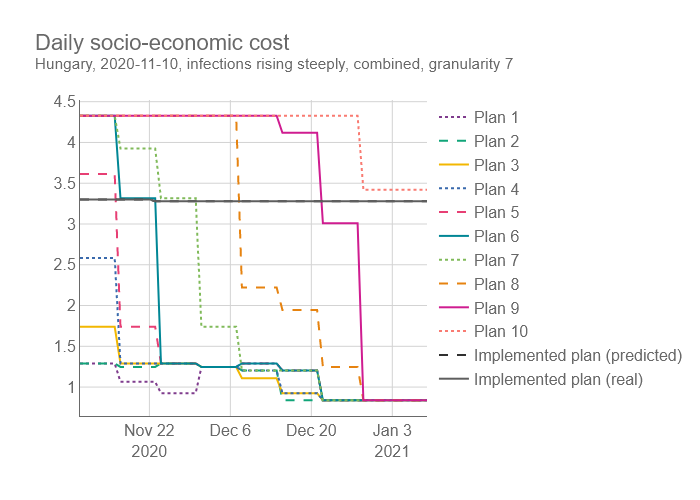 Daily socio-economic cost
Hungary, 2020-11-10, infections rising steeply, combined, granularity 7
4.5
4
3.5
3
2.5
2
1.5
1
Nov 22
2020
Dec 6
Dec 20
Jan 3
2021
Plan 1
Plan 2
Plan 3
Plan 4
Plan 5
Plan 6
Plan 7
Plan 8
Plan 9
Plan 10
Implemented plan (predicted)
Implemented plan (real)